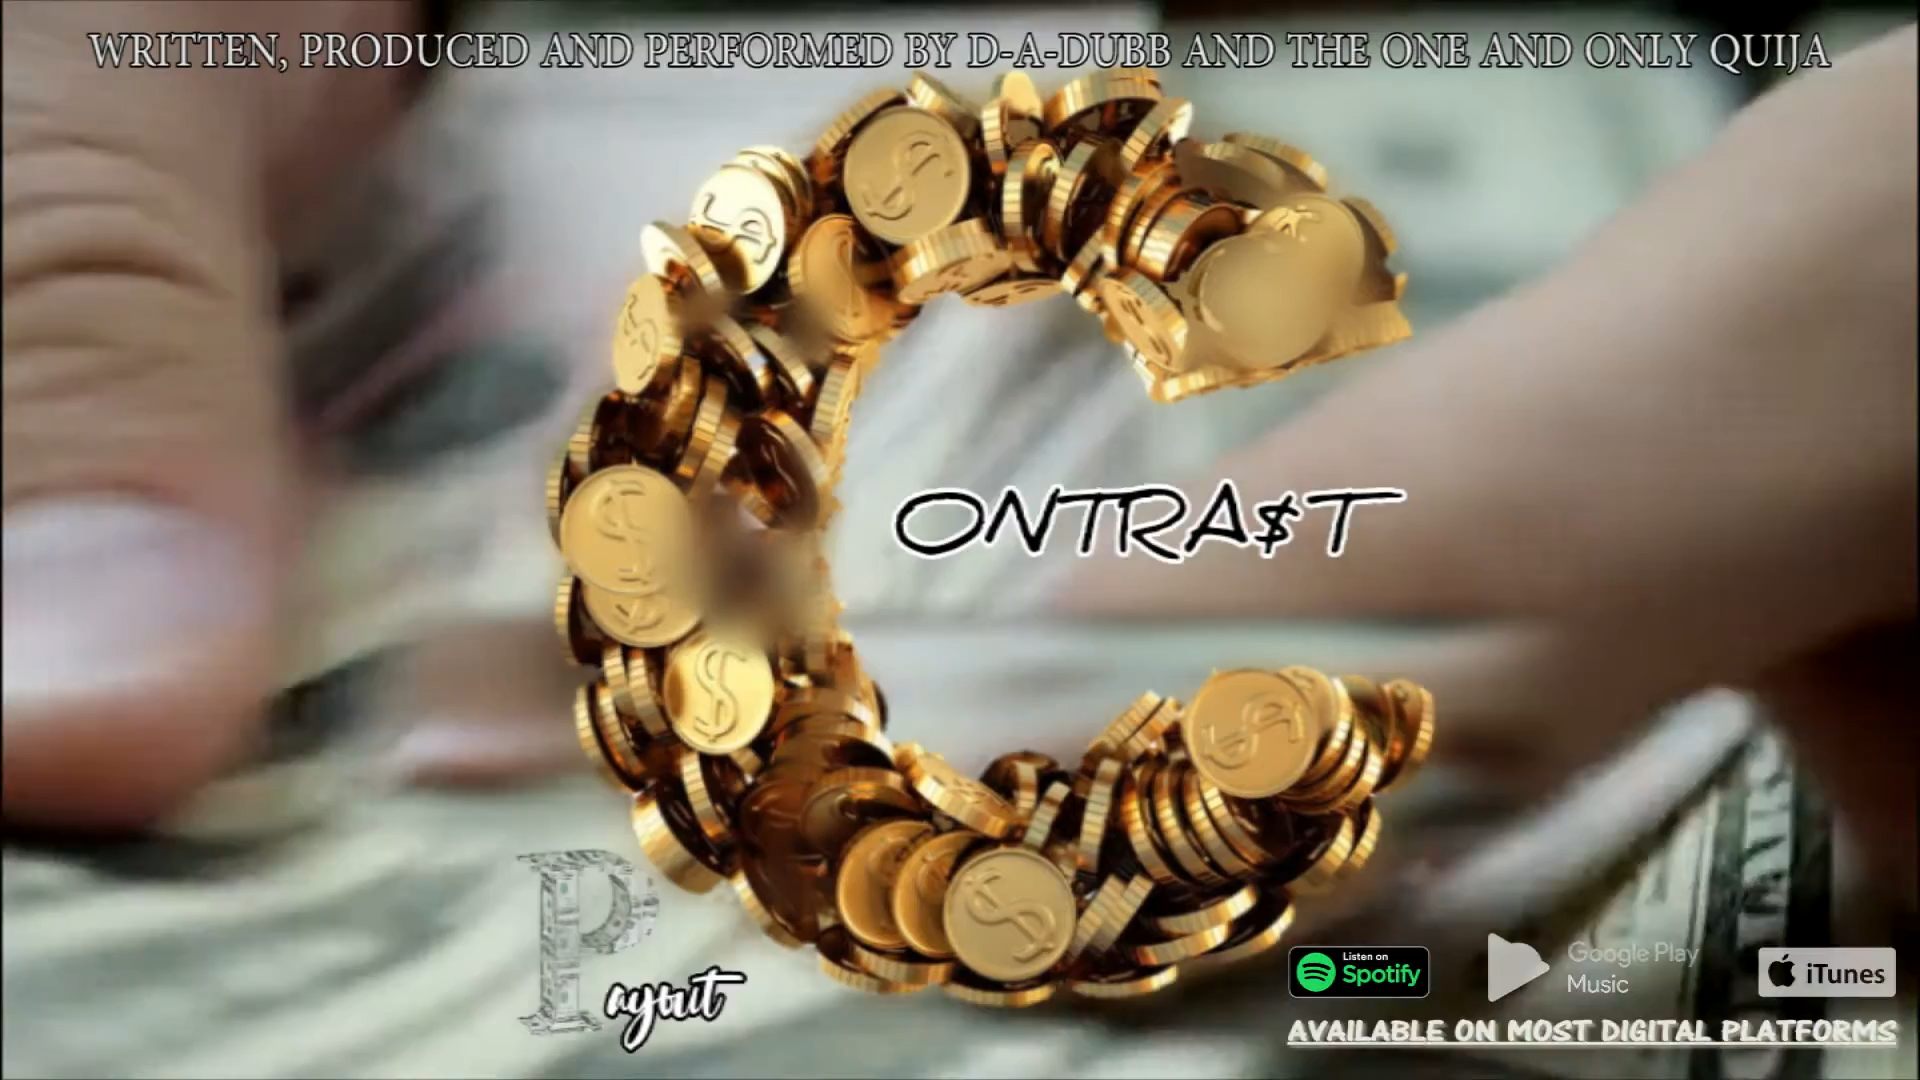 WRITTEN, PRODUCED AND PERFORMED BY D-A-DUBB AND THE ONE AND ONLY QUIJA
CONTRA$T
Payout
Listen on
Spotify
Google Play
Music
iTunes
AVAILABLE ON MOST DIGITAL PLATFORMS